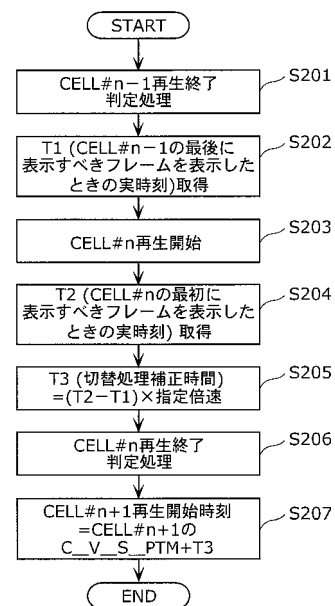 START
CELL#n−1再生終了
判定処理
S201
T1 (CELL#n−1の最後に
表示すべきフレームを表示した
ときの実時刻)取得
S202
CELL#n再生開始
S203
T2 (CELL#nの最初に
表示すべきフレームを表示した
ときの実時刻) 取得
S204
T3 (切替処理補正時間)
=(T2−T1)×指定倍速
S205
CELL#n再生終了
判定処理
S206
CELL#n+1再生開始時刻
=CELL#n+1の
C__V__S__PTM+T3
S207
END